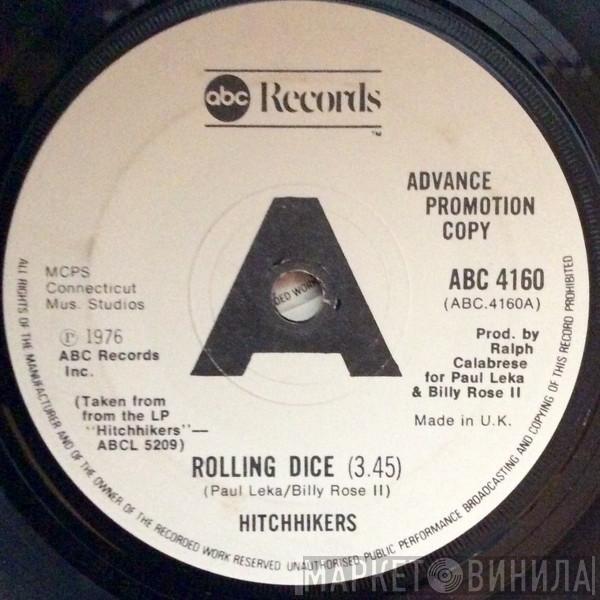 abc Records
TM
ADVANCE
PROMOTION
COPY
A
MCPS
Connecticut
Mus. Studios
ABC 4160
(ABC.4160A)
℗ 1976
ABC Records
Inc.
Prod. by
Ralph
Calabrese
for Paul Leka
& Billy Rose II
(Taken from
from the LP
"Hitchhikers"—
ABCL 5209)
Made in U.K.
ROLLING DICE (3.45)
(Paul Leka/Billy Rose II)
HITCHHIKERS
ALL RIGHTS OF THE MANUFACTURER AND OF THE OWNER OF THE RECORDED WORK RESERVED UNAUTHORISED PUBLIC PERFORMANCE BROADCASTING AND COPYING OF THIS RECORD PROHIBITED
DED WORK
МАРКЕТ ВИНИЛА